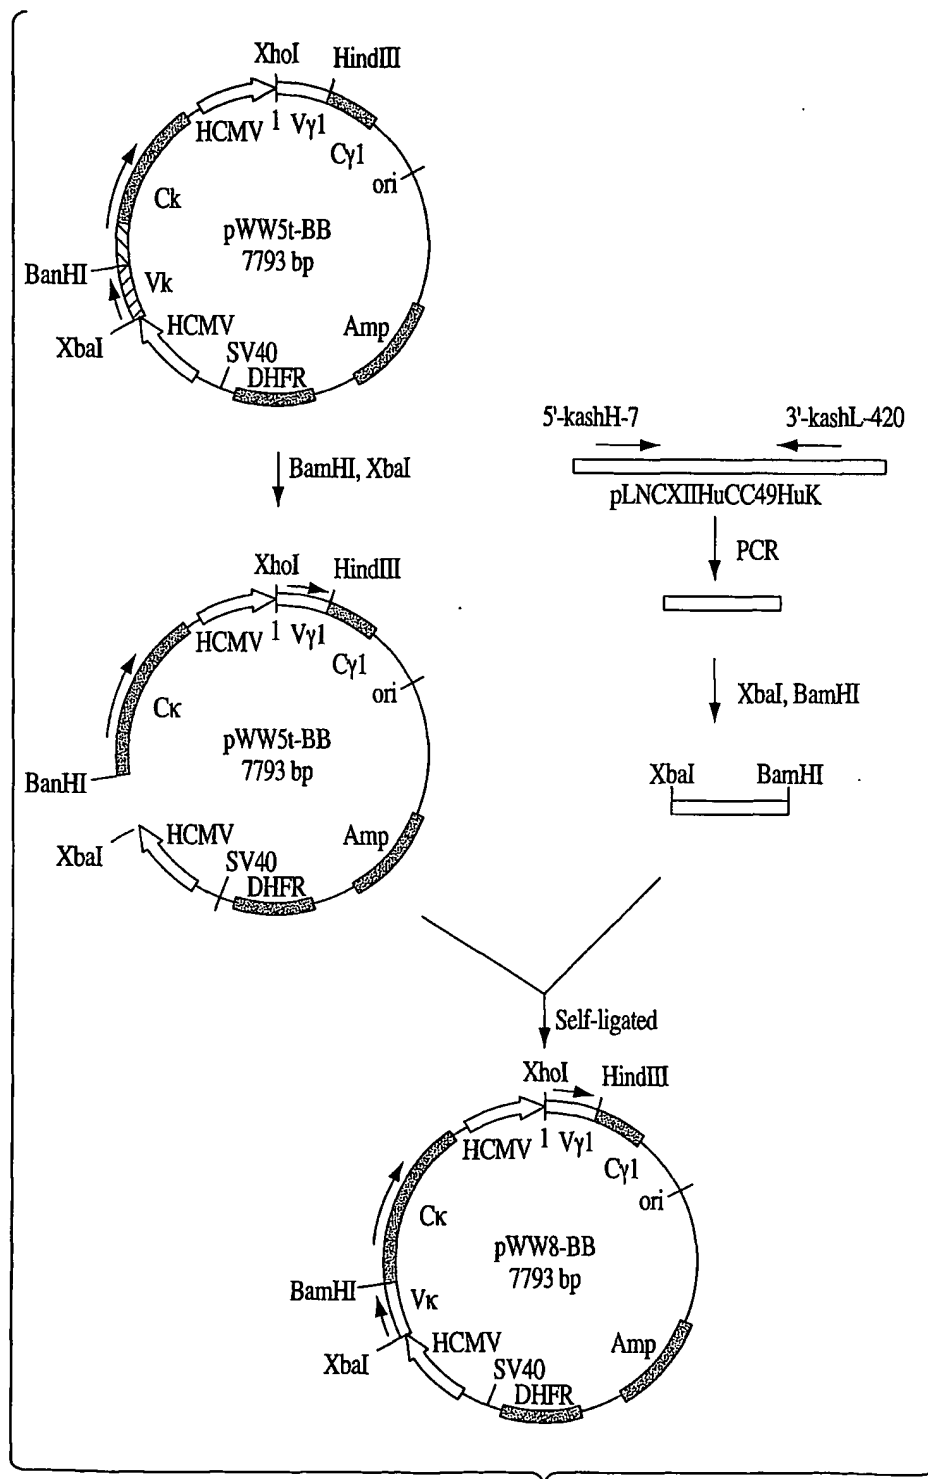 XhoI
HindIII
HCMV
1
Vγ1
Cγ1
ori
Ck
pWW5t-BB
7793 bp
BanHI
Vk
XbaI
HCMV
SV40
DHFR
Amp
BamHI, XbaI
5'-kashH-7
3'-kashL-420
pLNCXIIHuCC49HuK
PCR
XbaI, BamHI
XbaI
BamHI
XhoI
HindIII
HCMV
1
Vγ1
Cγ1
ori
Cκ
pWW5t-BB
7793 bp
BanHI
XbaI
HCMV
SV40
DHFR
Amp
Self-ligated
XhoI
HindIII
HCMV
1
Vγ1
Cγ1
ori
Cκ
pWW8-BB
7793 bp
BamHI
Vκ
XbaI
HCMV
SV40
DHFR
Amp